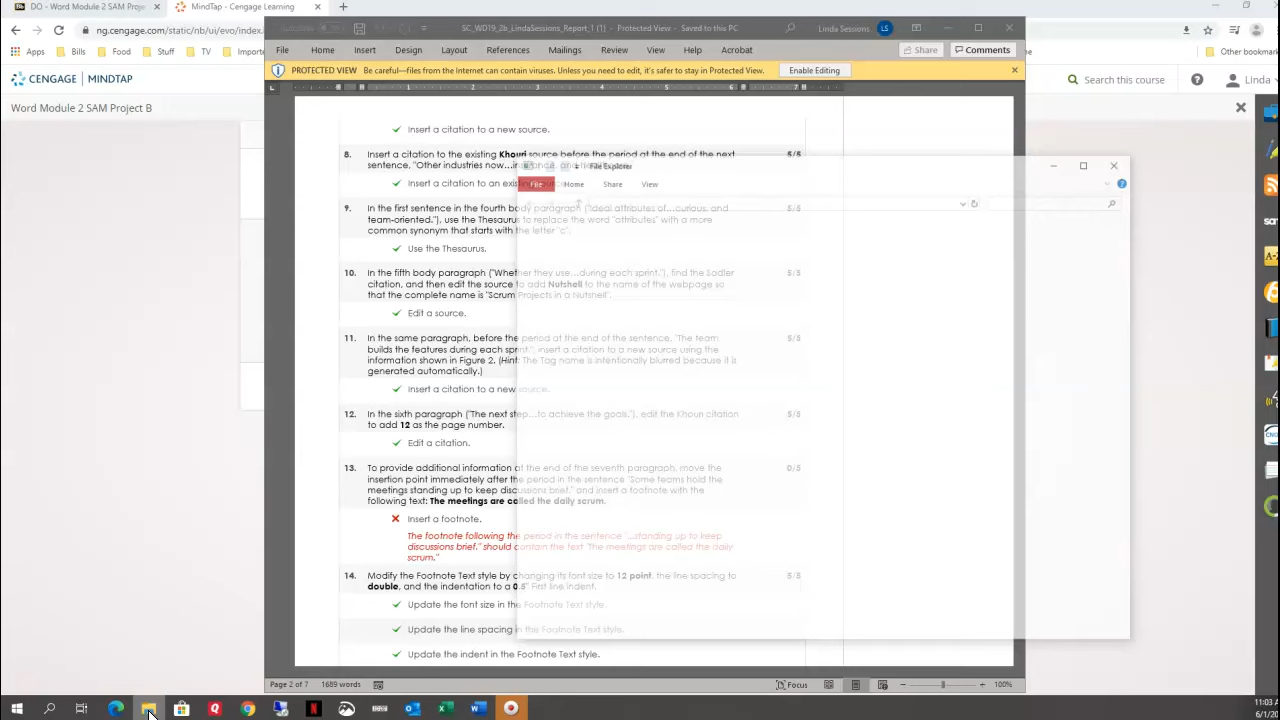 DO - Word Module 2 SAM Proje
MindTap - Cengage Learning
ng.cengage.com/static/nb/ui/evo/index.
Apps Bills Food Stuff
Other bookmar
CENGAGE MINDTAP
Search this course
Linda
Word Module 2 SAM Project B
SC_WD19_2b_LindaSessions_Report_1 (1) - Protected View - Saved to this PC
Linda Sessions LS
File Home Insert Design Layout References Mailings Review View Help Acrobat
Share Comments
PROTECTED VIEW Be careful—files from the Internet can contain viruses. Unless you need to edit, it's safer to stay in Protected View. Enable Editing
1 2 3 4 5 6 7
Insert a citation to a new source.
8. Insert a citation to the existing Khouri source before the period at the end of the next 5/5
sentence, "Other industries now…
Insert a citation to an existing source.
File Explorer
File Home Share View
9. In the first sentence in the fourth body paragraph ("Ideal attributes of…curious, and 5/5
team-oriented."), use the Thesaurus to replace the word "attributes" with a more
common synonym that starts with the letter "c".
Use the Thesaurus.
10. In the fifth body paragraph ("Whether they use…during each sprint."), find the Sadler 5/5
citation, and then edit the source to add Nutshell to the name of the webpage so
that the complete name is "Scrum Projects in a Nutshell".
Edit a source.
11. In the same paragraph, before the period at the end of the sentence, "The team 5/5
builds the features during each sprint.", insert a citation to a new source using the
information shown in Figure 2. (Hint: The Tag name is intentionally blurred because it is
generated automatically.)
Insert a citation to a new source.
12. In the sixth paragraph ("The next step…to achieve the goals."), edit the Khouri citation 5/5
to add 12 as the page number.
Edit a citation.
13. To provide additional information at the end of the seventh paragraph, move the 0/5
insertion point immediately after the period in the sentence "Some teams hold the
meetings standing up to keep discussions brief." and insert a footnote with the
following text: The meetings are called the daily scrum.
Insert a footnote.
The footnote following the period in the sentence "...standing up to keep
discussions brief." should contain the text "The meetings are called the daily
scrum."
14. Modify the Footnote Text style by changing its font size to 12 point, the line spacing to 5/5
double, and the indentation to a 0.5" First line indent.
Update the font size in the Footnote Text style.
Update the line spacing in the Footnote Text style.
Update the indent in the Footnote Text style.
Page 2 of 7 1689 words
Focus
100%
11:03
6/1/20